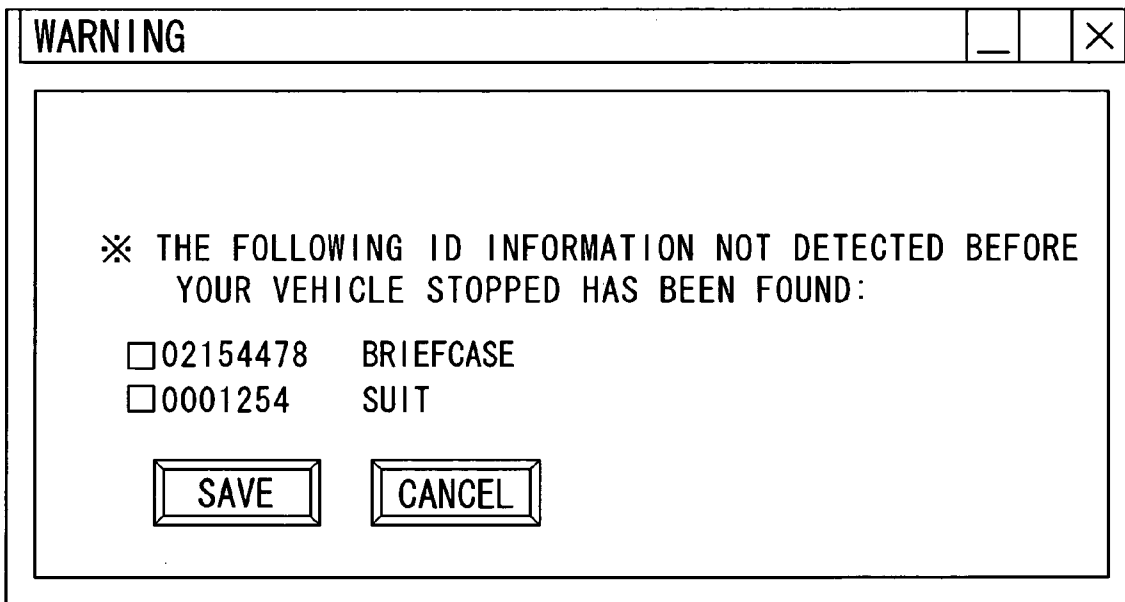 WARNING
※ THE FOLLOWING ID INFORMATION NOT DETECTED BEFORE
YOUR VEHICLE STOPPED HAS BEEN FOUND:
☐02154478 BRIEFCASE
☐0001254 SUIT
SAVE CANCEL